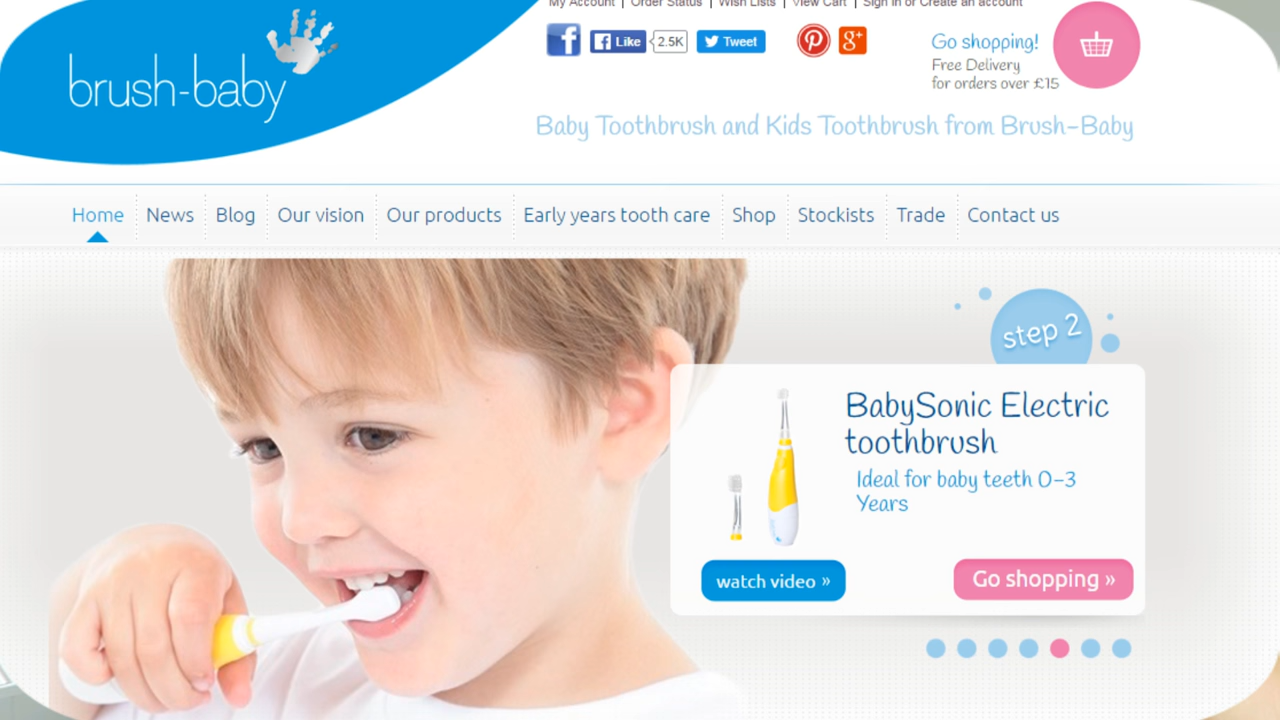 My Account | Order Status | Wish Lists | View Cart | Sign in or Create an account
f Like 2.5K Tweet
Go shopping!
Free Delivery
for orders over £15
brush-baby
Baby Toothbrush and Kids Toothbrush from Brush-Baby
Home News Blog Our vision Our products Early years tooth care Shop Stockists Trade Contact us
step 2
BabySonic Electric
toothbrush
Ideal for baby teeth 0-3
Years
watch video »
Go shopping »